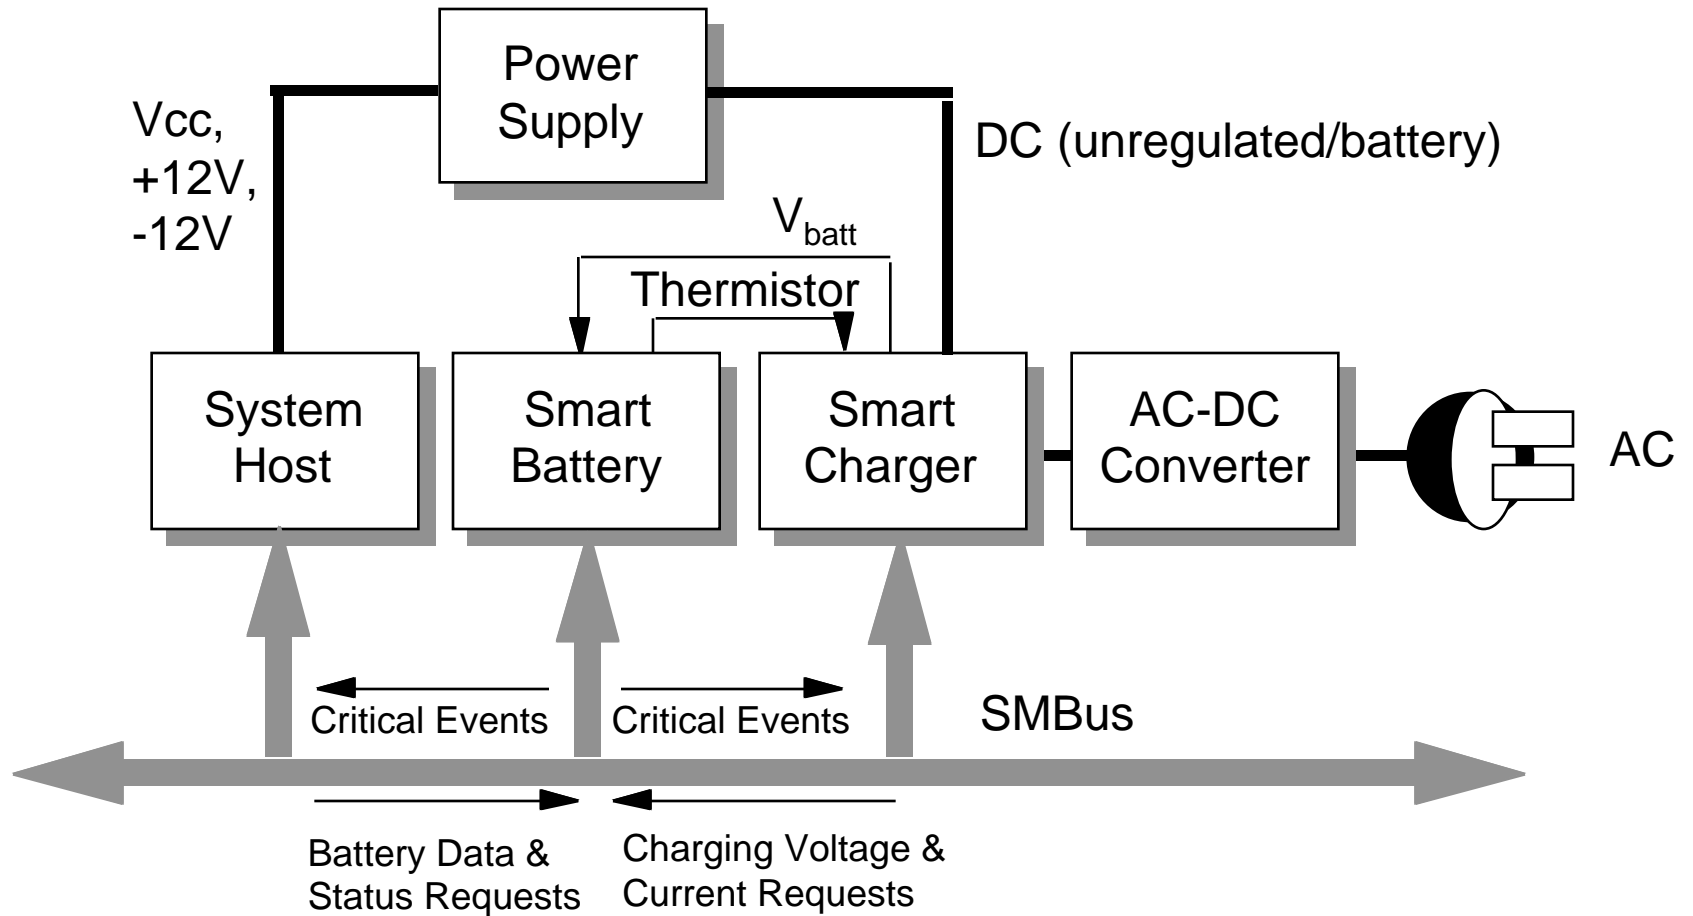 Power
Supply
Vcc,
+12V,
-12V
DC (unregulated/battery)
Vbatt
Thermistor
System
Host
Smart
Battery
Smart
Charger
AC-DC
Converter
AC
Critical Events
Critical Events
SMBus
Battery Data &
Status Requests
Charging Voltage &
Current Requests